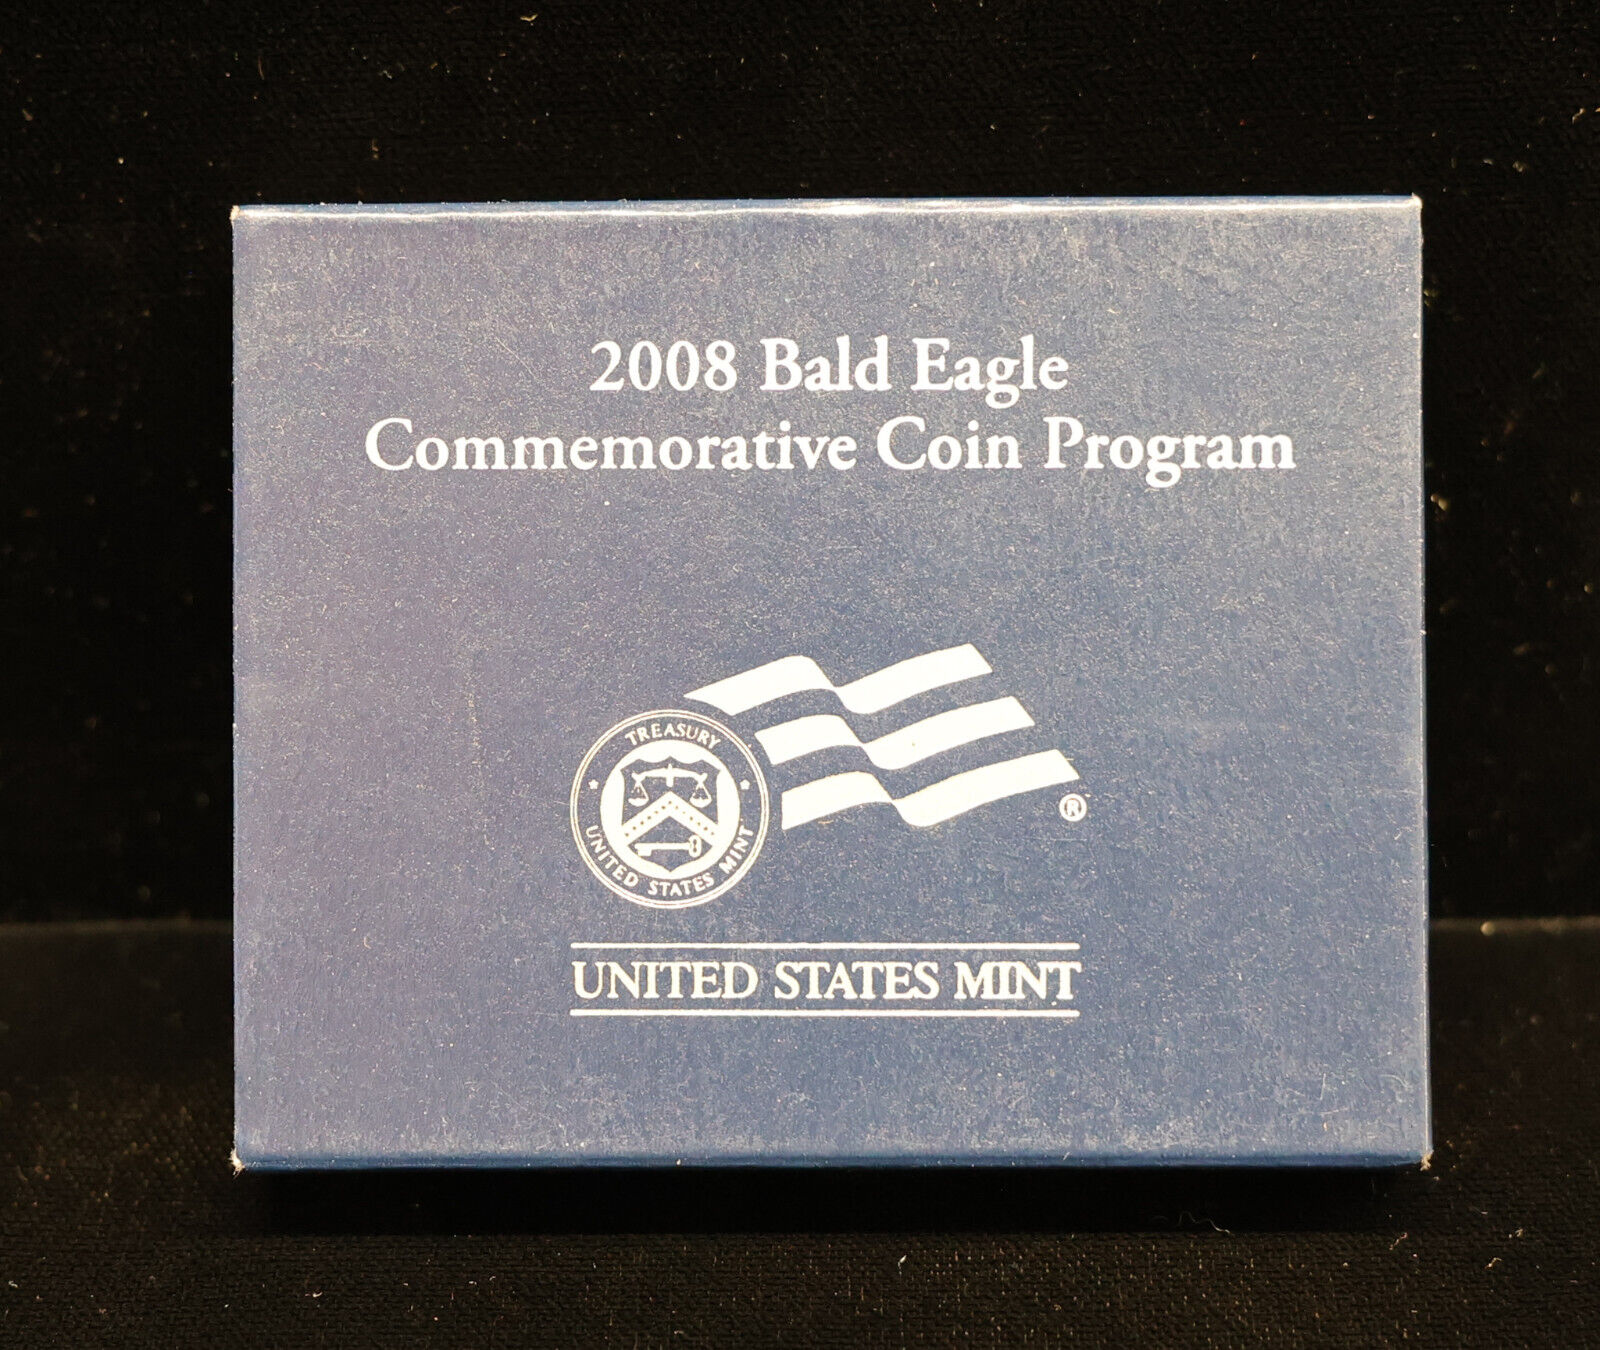 2008 Bald Eagle
Commemorative Coin Program
TREASURY
UNITED STATES MINT
®
UNITED STATES MINT